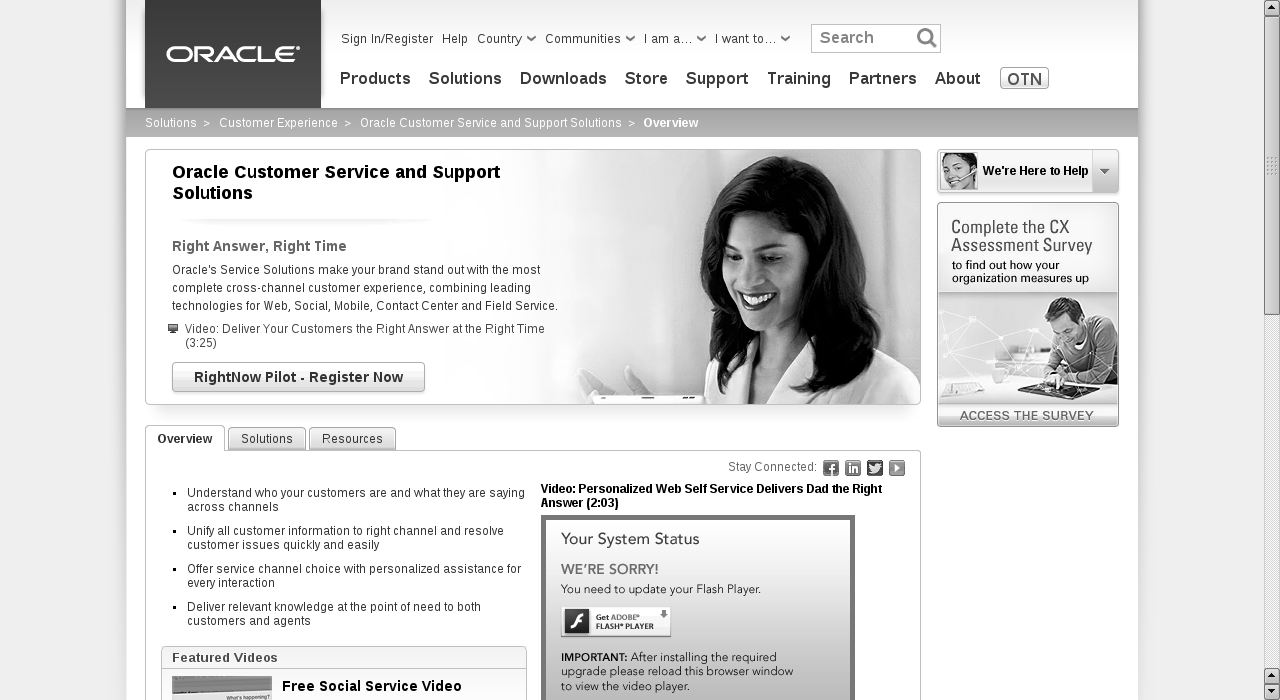 ORACLE
Sign In/Register Help Country Communities I am a... I want to... Search
Products Solutions Downloads Store Support Training Partners About OTN
Solutions > Customer Experience > Oracle Customer Service and Support Solutions > Overview
Oracle Customer Service and Support
Solutions
Right Answer, Right Time
Oracle's Service Solutions make your brand stand out with the most
complete cross-channel customer experience, combining leading
technologies for Web, Social, Mobile, Contact Center and Field Service.
Video: Deliver Your Customers the Right Answer at the Right Time
(3:25)
RightNow Pilot - Register Now
We're Here to Help
Complete the CX
Assessment Survey
to find out how your
organization measures up
ACCESS THE SURVEY
Overview Solutions Resources
Stay Connected:
Understand who your customers are and what they are saying
across channels
Unify all customer information to right channel and resolve
customer issues quickly and easily
Offer service channel choice with personalized assistance for
every interaction
Deliver relevant knowledge at the point of need to both
customers and agents
Featured Videos
What's happening?
Free Social Service Video
Video: Personalized Web Self Service Delivers Dad the Right
Answer (2:03)
Your System Status
WE'RE SORRY!
You need to update your Flash Player.
Get ADOBE®
FLASH® PLAYER
IMPORTANT: After installing the required
upgrade please reload this browser window
to view the video player.